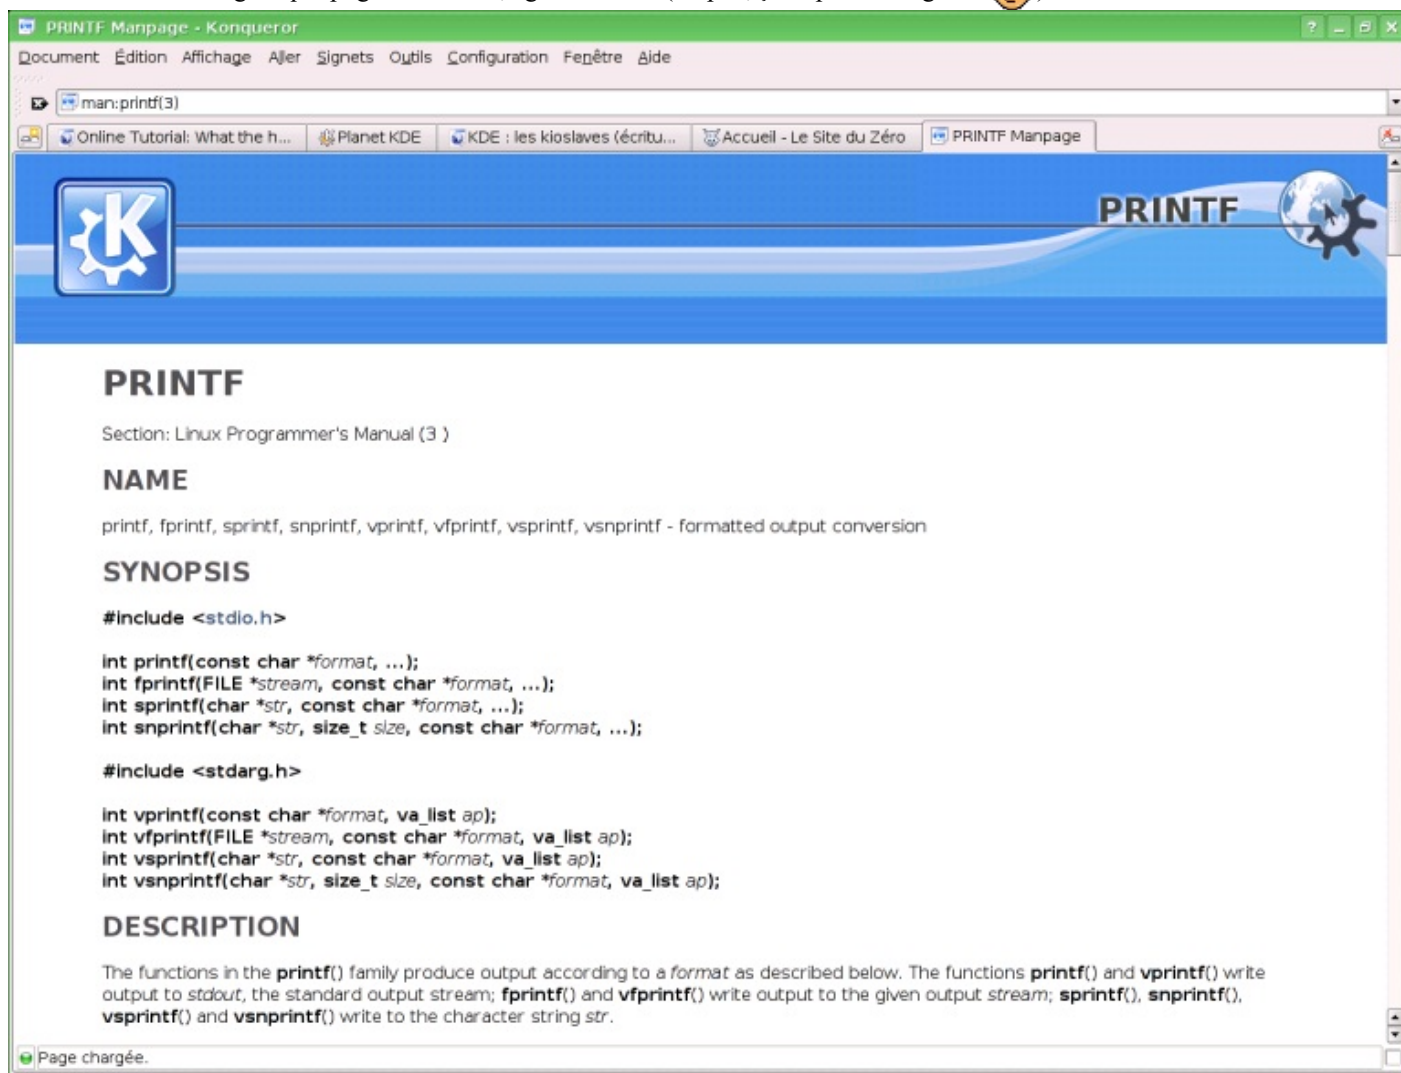 PRINTF Manpage - Konqueror
Document Édition Affichage Aller Signets Outils Configuration Fenêtre Aide
man:printf(3)
Online Tutorial: What the h... Planet KDE KDE : les kioslaves (écritu... Accueil - Le Site du Zéro PRINTF Manpage
PRINTF
PRINTF
Section: Linux Programmer's Manual (3 )
NAME
printf, fprintf, sprintf, snprintf, vprintf, vfprintf, vsprintf, vsnprintf - formatted output conversion
SYNOPSIS
#include <stdio.h>
int printf(const char *format, ...);
int fprintf(FILE *stream, const char *format, ...);
int sprintf(char *str, const char *format, ...);
int snprintf(char *str, size_t size, const char *format, ...);
#include <stdarg.h>
int vprintf(const char *format, va_list ap);
int vfprintf(FILE *stream, const char *format, va_list ap);
int vsprintf(char *str, const char *format, va_list ap);
int vsnprintf(char *str, size_t size, const char *format, va_list ap);
DESCRIPTION
The functions in the printf() family produce output according to a format as described below. The functions printf() and vprintf() write
output to stdout, the standard output stream; fprintf() and vfprintf() write output to the given output stream; sprintf(), snprintf(),
vsprintf() and vsnprintf() write to the character string str.
Page chargée.